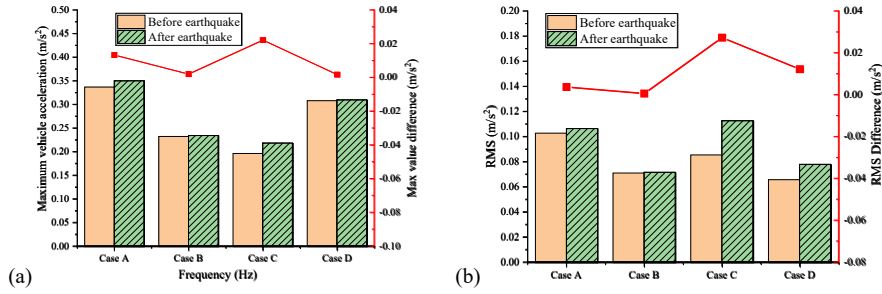 Before earthquake
After earthquake
Maximum vehicle acceleration (m/s²)
0.50
0.45
0.40
0.35
0.30
0.25
0.20
0.15
0.10
0.05
0.00
0.04
0.02
0.00
-0.02
-0.04
-0.06
-0.08
-0.10
Max value difference (m/s²)
Case A Case B Case C Case D
Frequency (Hz)
(a)
Before earthquake
After earthquake
RMS (m/s²)
0.20
0.18
0.16
0.14
0.12
0.10
0.08
0.06
0.04
0.02
0.00
0.04
0.02
0.00
-0.02
-0.04
-0.06
-0.08
RMS Difference (m/s²)
Case A Case B Case C Case D
(b)